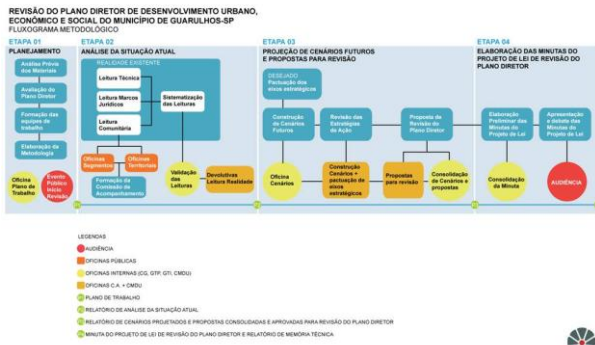 REVISÃO DO PLANO DIRETOR DE DESENVOLVIMENTO URBANO,
ECONÔMICO E SOCIAL DO MUNICÍPIO DE GUARULHOS-SP
FLUXOGRAMA METODOLÓGICO
ETAPA 01
PLANEJAMENTO
Análise Prévia
dos Materiais
Avaliação do
Plano Diretor
Formação das
equipes de
trabalho
Elaboração da
Metodologia
Oficina
Plano de
Trabalho
Evento
Público
Início
Revisão
ETAPA 02
ANÁLISE DA SITUAÇÃO ATUAL
REALIDADE EXISTENTE
Leitura Técnica
Leitura Marcos
Jurídicos
Leitura
Comunitária
Sistematização
das Leituras
Oficinas
Segmentos
Oficinas
Territoriais
Formação da
Comissão de
Acompanhamento
Validação
das
Leituras
Devolutivas
Leitura Realidade
ETAPA 03
PROJEÇÃO DE CENÁRIOS FUTUROS
E PROPOSTAS PARA REVISÃO
DESEJADO
Pactuação dos
eixos estratégicos
Construção
de Cenários
Futuros
Revisão das
Estratégias
de Ação
Proposta de
Revisão do
Plano Diretor
Oficina
Cenários
Construção
Cenários +
pactuação de
eixos
estratégicos
Propostas
para revisão
Consolidação
de Cenários e
propostas
ETAPA 04
ELABORAÇÃO DAS MINUTAS DO
PROJETO DE LEI DE REVISÃO DO
PLANO DIRETOR
Elaboração
Preliminar das
Minutas do
Projeto de Lei
Apresentação
e debate das
Minutas do
Projeto de Lei
Consolidação
da Minuta
AUDIÊNCIA
LEGENDAS
AUDIÊNCIA
OFICINAS PÚBLICAS
OFICINAS INTERNAS (CG, GTP, GTI, CMDU)
OFICINAS C.A. + CMDU
PLANO DE TRABALHO
RELATÓRIO DE ANÁLISE DA SITUAÇÃO ATUAL
RELATÓRIO DE CENÁRIOS PROJETADOS E PROPOSTAS CONSOLIDADAS E APROVADAS PARA REVISÃO DO PLANO DIRETOR
MINUTA DO PROJETO DE LEI DE REVISÃO DO PLANO DIRETOR E RELATÓRIO DE MEMÓRIA TÉCNICA